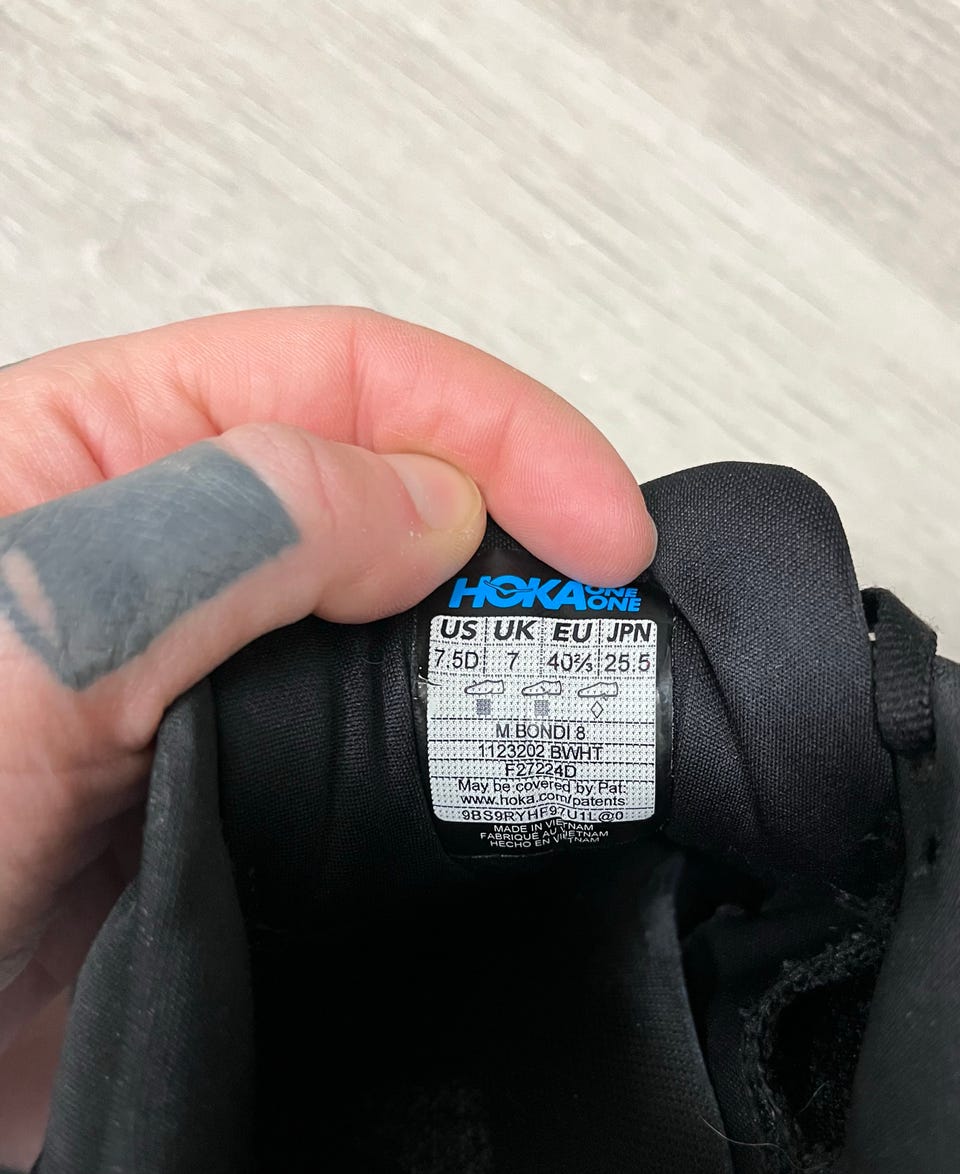 HOKA ONE ONE
US UK EU JPN
7.5D 7 40⅔ 25.5
M BONDI 8
1123202 BWHT
F27224D
May be covered by Pat:
www.hoka.com/patents
9BS9RYHF97U1L@0
MADE IN VIETNAM
FABRIQUE AU VIETNAM
HECHO EN VIETNAM